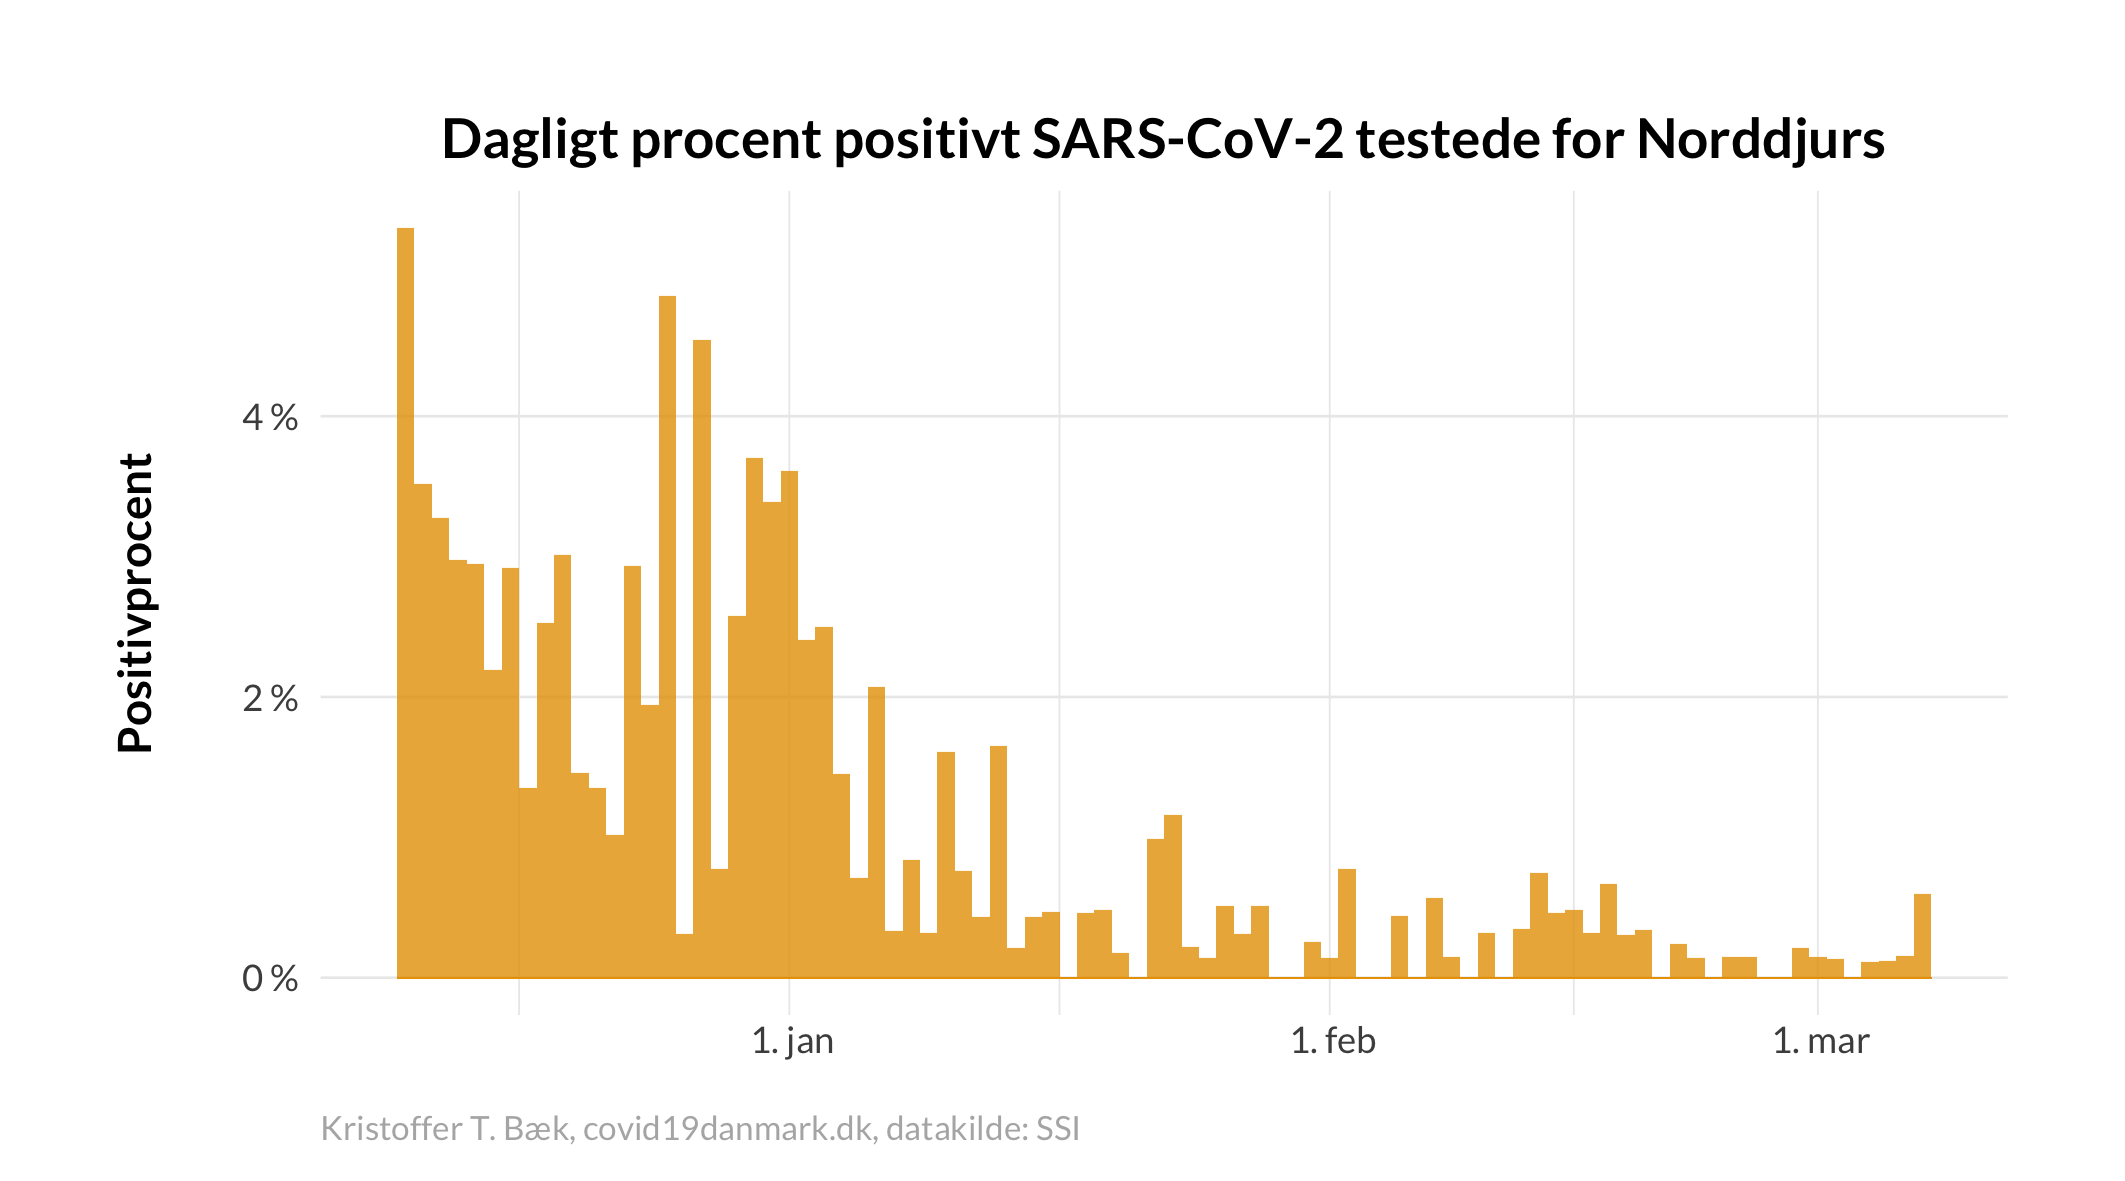 Dagligt procent positivt SARS-CoV-2 testede for Norddjurs
Positivprocent
4 %
2 %
0 %
1. jan
1. feb
1. mar
Kristoffer T. Bæk, covid19danmark.dk, datakilde: SSI